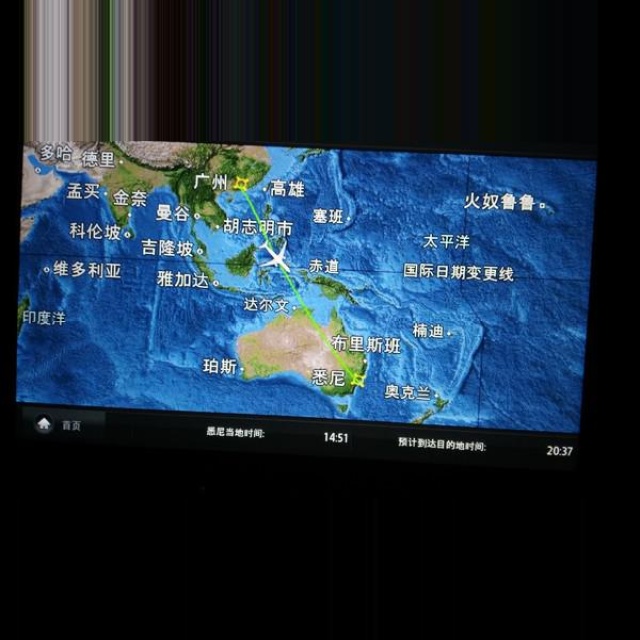 多哈 德里
广州
高雄
孟买
金奈
火奴鲁鲁
曼谷
塞班
科伦坡
胡志明市
太平洋
吉隆坡
赤道
维多利亚
雅加达
国际日期变更线
达尔文
印度洋
楠迪
布里斯班
珀斯
悉尼
奥克兰
首页
悉尼当地时间:
14:51
预计到达目的地时间:
20:37